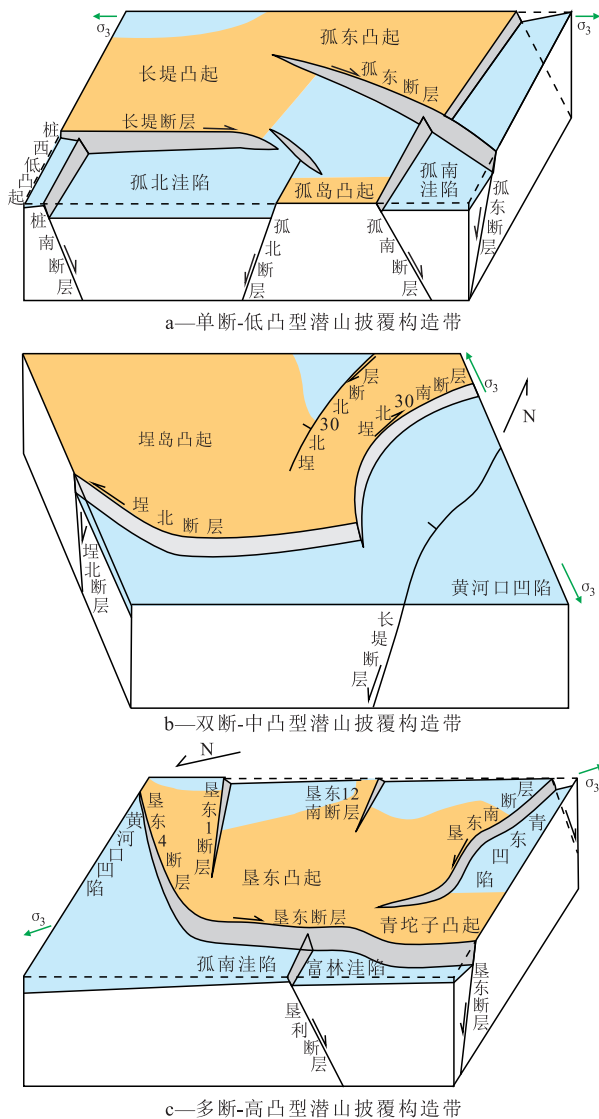 σ3
σ3
孤东凸起
长堤凸起
孤东断层
长堤断层
桩西低凸起
孤北洼陷
孤岛凸起
孤南洼陷
桩南断层
孤北断层
孤南断层
孤东断层
a—单断-低凸型潜山披覆构造带
σ3
N
埕北30北断层
埕北30南断层
埕岛凸起
埕北断层
埕北断层
黄河口凹陷
σ3
长堤断层
b—双断-中凸型潜山披覆构造带
N
σ3
黄河口凹陷
垦东4断层
垦东1断层
垦东12南断层
垦东南断层
青东凹陷
垦东凸起
σ3
垦东断层
青坨子凸起
孤南洼陷
富林洼陷
垦利断层
垦东断层
c—多断-高凸型潜山披覆构造带